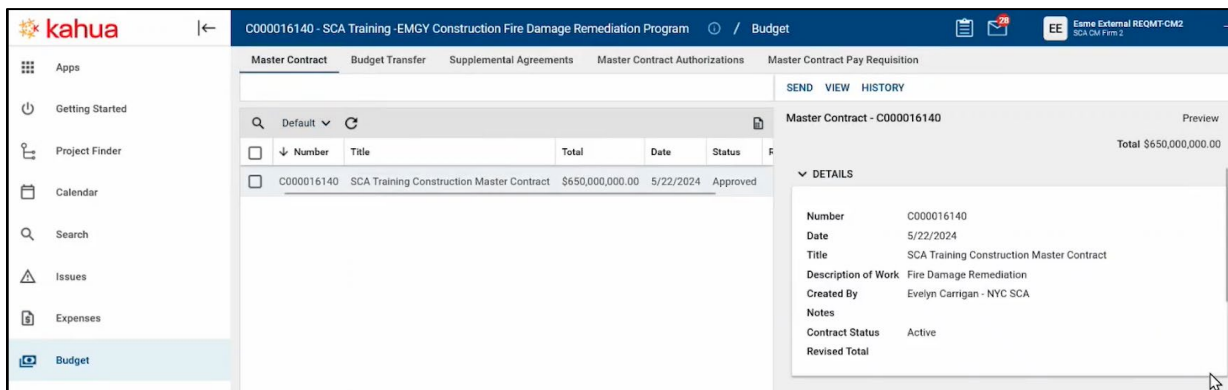 kahua
C000016140 - SCA Training -EMGY Construction Fire Damage Remediation Program / Budget
28
EE
Esme External REQMT-CM2
SCA CM Firm 2
Apps
Getting Started
Project Finder
Calendar
Search
Issues
Expenses
Budget
Master Contract Budget Transfer Supplemental Agreements Master Contract Authorizations Master Contract Pay Requisition
Default
Number Title Total Date Status
C000016140 SCA Training Construction Master Contract $650,000,000.00 5/22/2024 Approved
SEND VIEW HISTORY
Master Contract - C000016140 Preview
Total $650,000,000.00
DETAILS
Number C000016140
Date 5/22/2024
Title SCA Training Construction Master Contract
Description of Work Fire Damage Remediation
Created By Evelyn Carrigan - NYC SCA
Notes
Contract Status Active
Revised Total